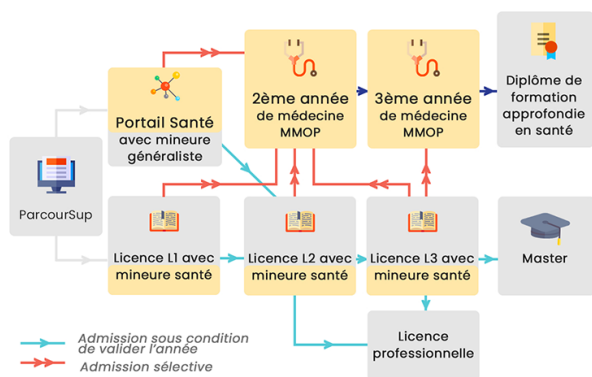 Portail Santé
avec mineure
généraliste
2ème année
de médecine
MMOP
3ème année
de médecine
MMOP
Diplôme de
formation
approfondie
en santé
ParcourSup
Licence L1 avec
mineure santé
Licence L2 avec
mineure santé
Licence L3 avec
mineure santé
Master
Licence
professionnelle
Admission sous condition
de valider l'année
Admission sélective